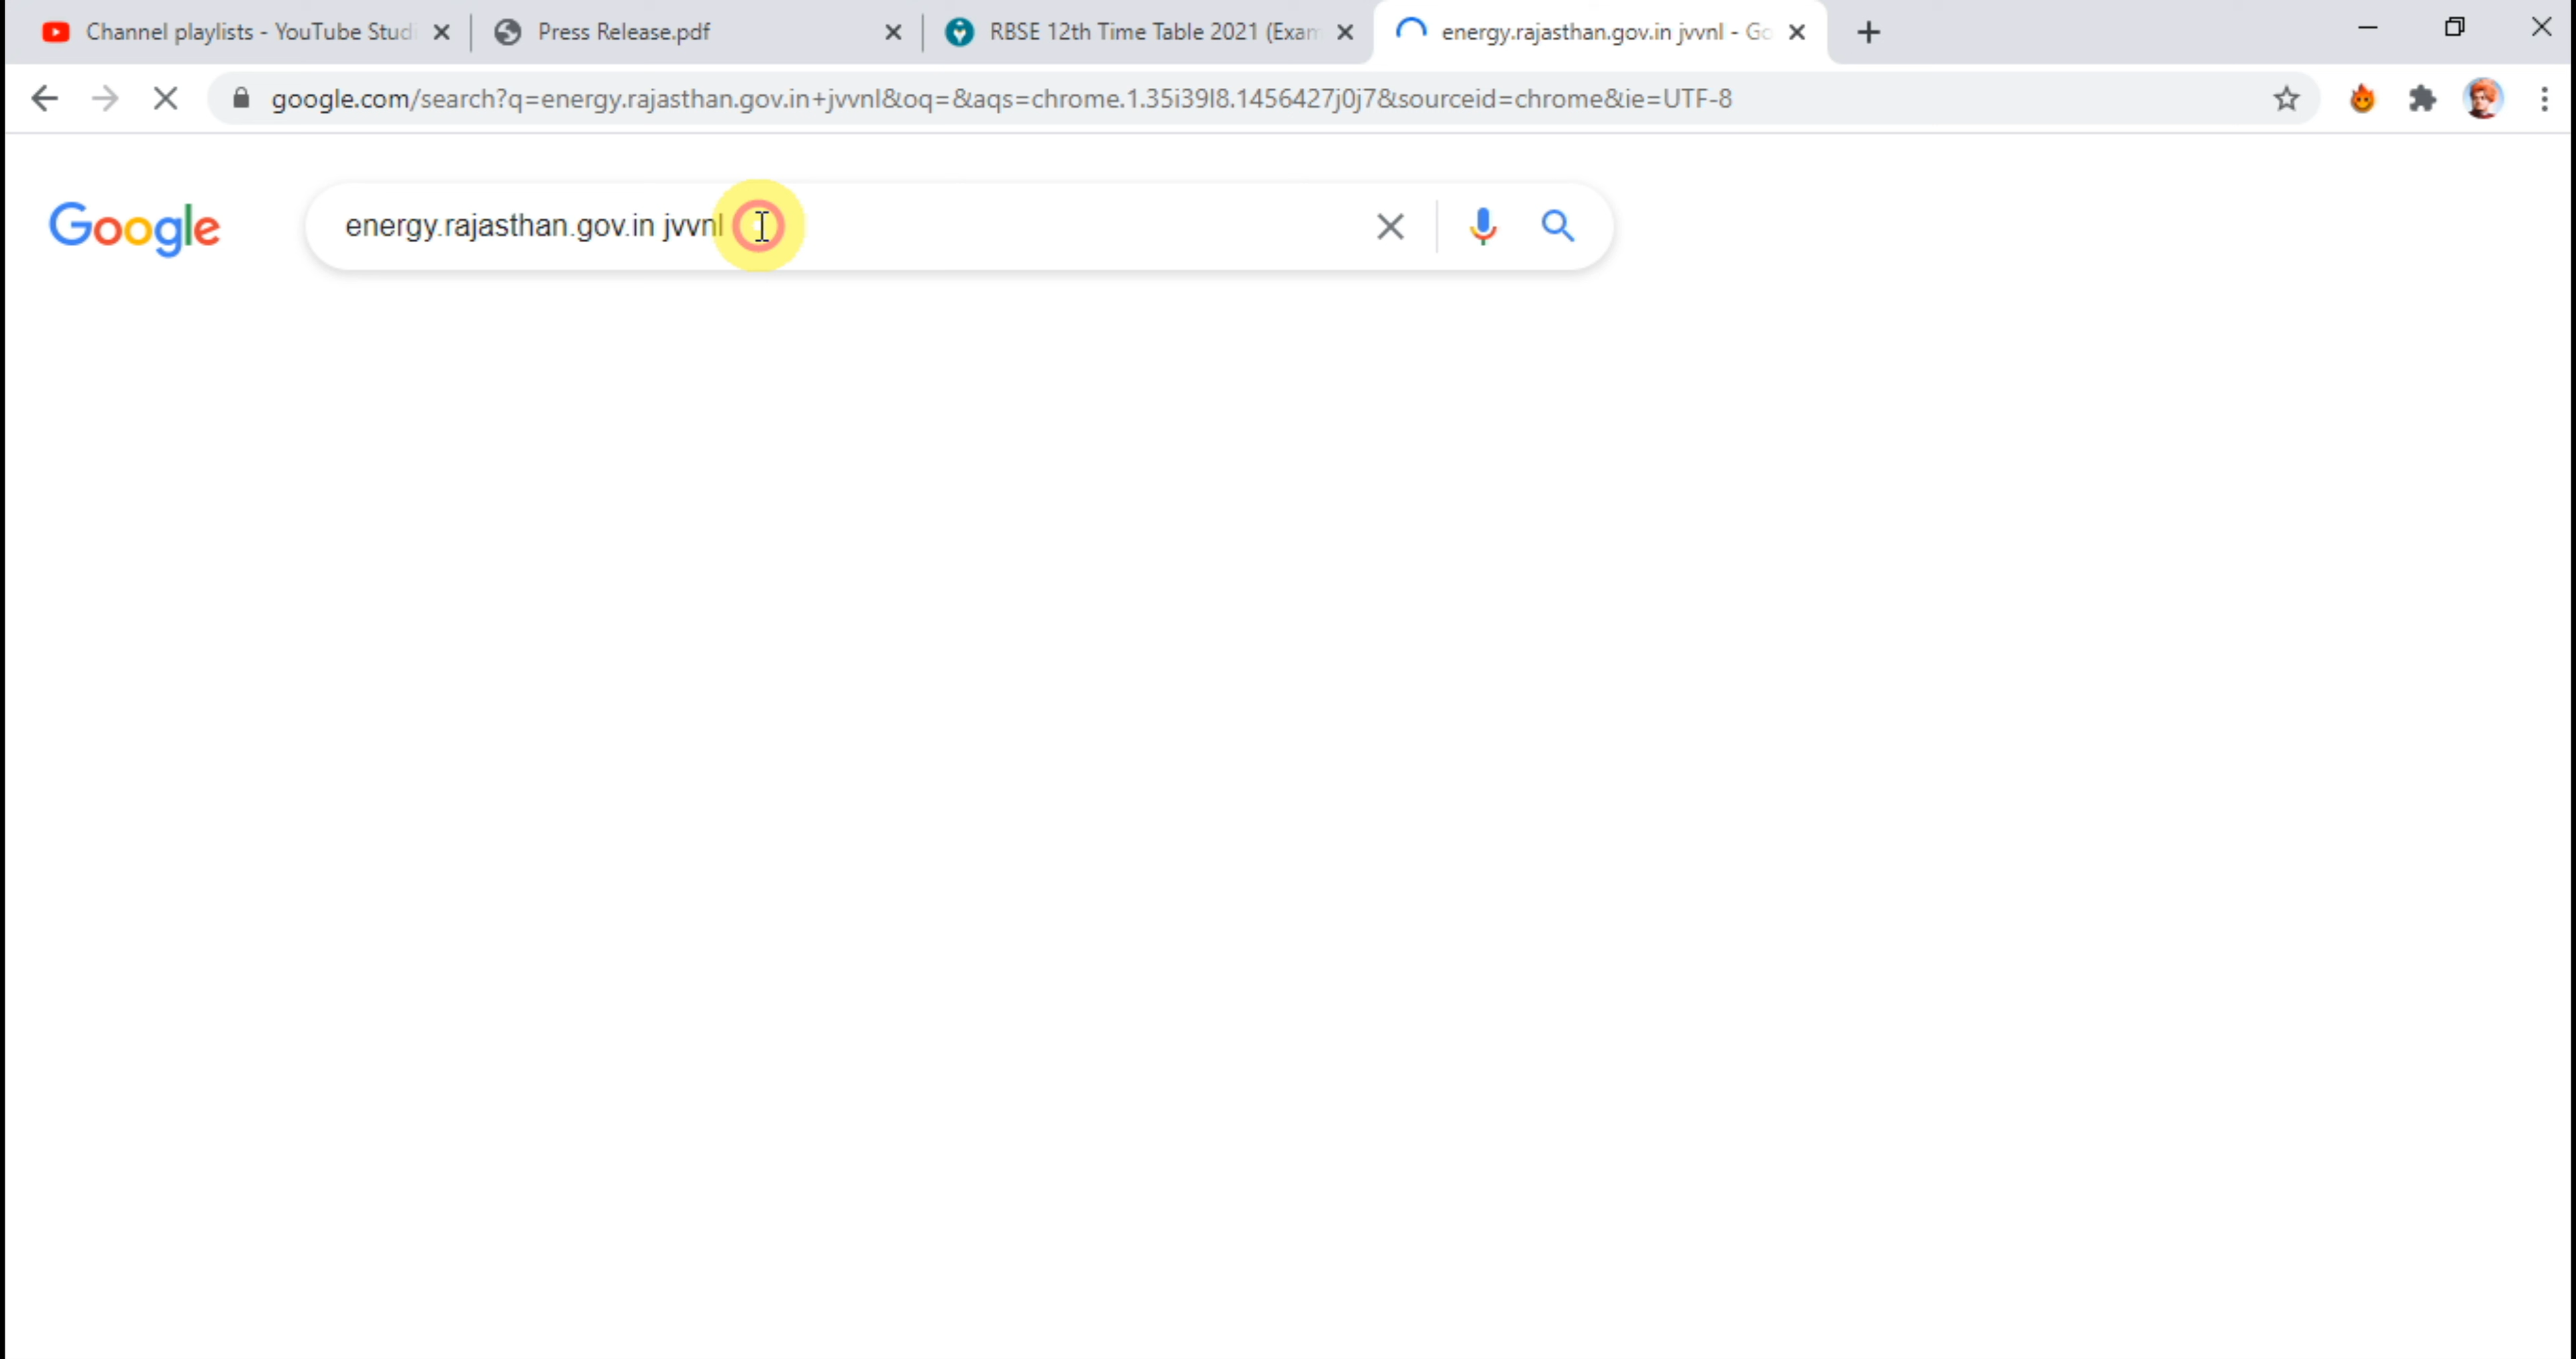 Channel playlists - YouTube Studi
Press Release.pdf
RBSE 12th Time Table 2021 (Exam
energy.rajasthan.gov.in jvvnl - Go
google.com/search?q=energy.rajasthan.gov.in+jvvnl&oq=&aqs=chrome.1.35i39l8.1456427j0j7&sourceid=chrome&ie=UTF-8
Google
energy.rajasthan.gov.in jvvnl